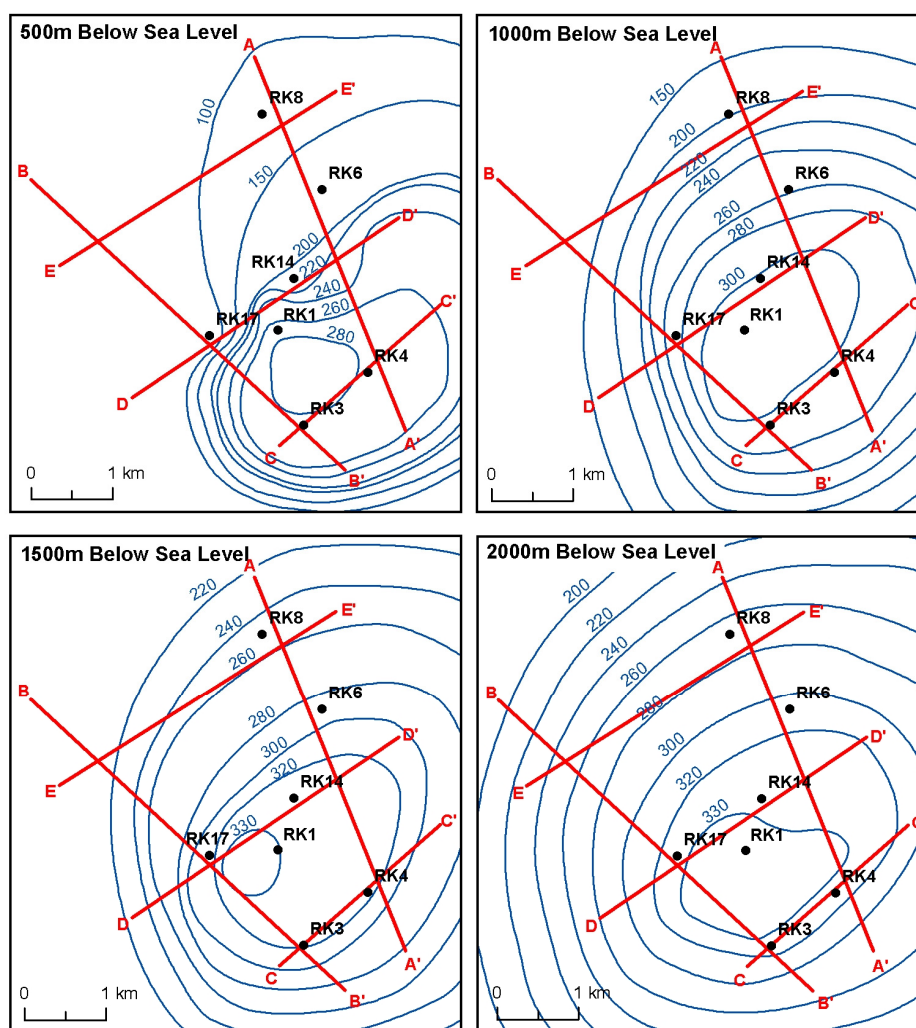 500m Below Sea Level
A
RK8
E'
100
150
B
RK6
D'
200
E
RK14
220
240
C'
RK17
RK1
260
280
RK4
D
RK3
C
A'
B'
0 1 km
1000m Below Sea Level
A
150
RK8
E'
200
220
B
240
RK6
260
D'
280
E
RK14
300
C
RK17
RK1
RK4
D
RK3
C
A'
B'
0 1 km
1500m Below Sea Level
A
220
E'
240
RK8
260
B
RK6
280
D'
300
E
320
RK14
C'
330
RK17
RK1
RK4
D
RK3
C
A'
B'
0 1 km
2000m Below Sea Level
A
200
220
E'
240
RK8
260
B
280
RK6
300
D'
E
320
RK14
330
C
RK17
RK1
RK4
D
RK3
C
A'
B'
0 1 km